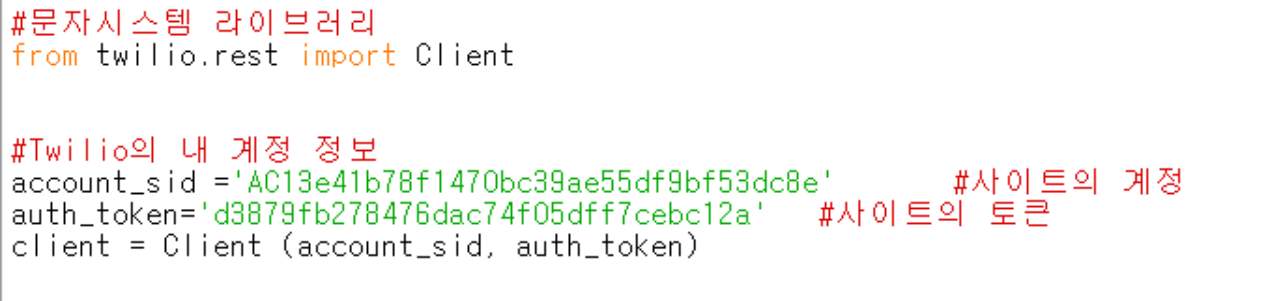 #문자시스템 라이브러리
from twilio.rest import Client
#Twilio의 내 계정 정보
account_sid ='AC13e41b78f1470bc39ae55df9bf53dc8e' #사이트의 계정
auth_token='d3879fb278476dac74f05dff7cebc12a' #사이트의 토큰
client = Client (account_sid, auth_token)